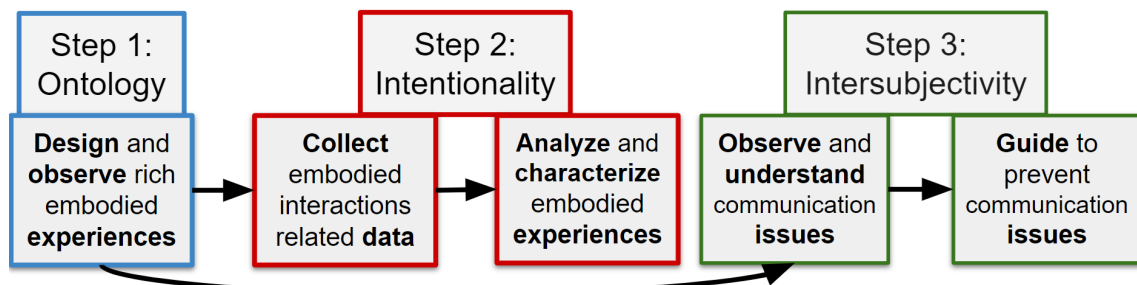 Step 1:
Ontology
Design and
observe rich
embodied
experiences
Step 2:
Intentionality
Collect
embodied
interactions
related data
Analyze and
characterize
embodied
experiences
Step 3:
Intersubjectivity
Observe and
understand
communication
issues
Guide to
prevent
communication
issues